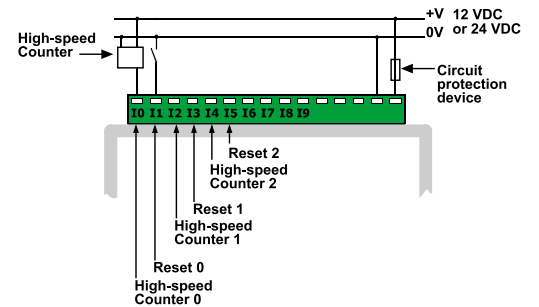 +V 12 VDC
0V or 24 VDC
High-speed
Counter
Circuit
protection
device
I0 I1 I2 I3 I4 I5 I6 I7 I8 I9
Reset 2
High-speed
Counter 2
Reset 1
High-speed
Counter 1
Reset 0
High-speed
Counter 0